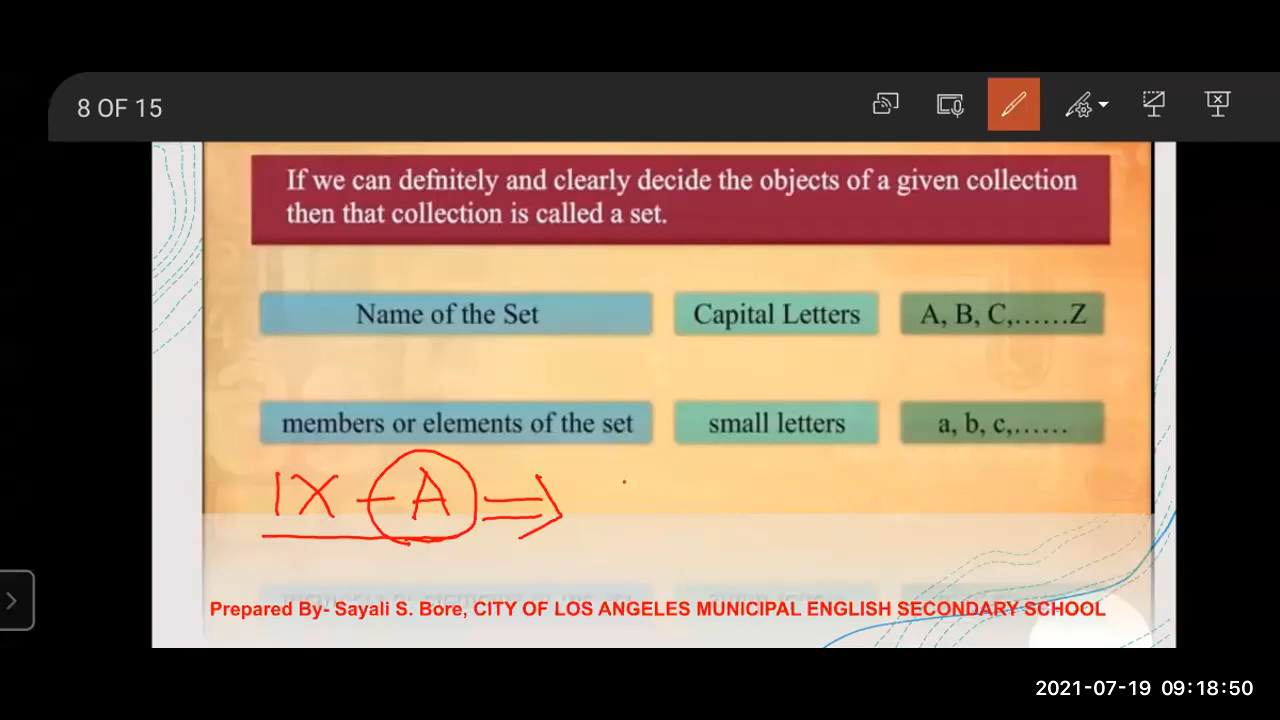 8 OF 15
If we can defnitely and clearly decide the objects of a given collection
then that collection is called a set.
Name of the Set Capital Letters A, B, C,......Z
members or elements of the set small letters a, b, c,......
IX - A ⇒
Prepared By- Sayali S. Bore, CITY OF LOS ANGELES MUNICIPAL ENGLISH SECONDARY SCHOOL
2021-07-19 09:18:50